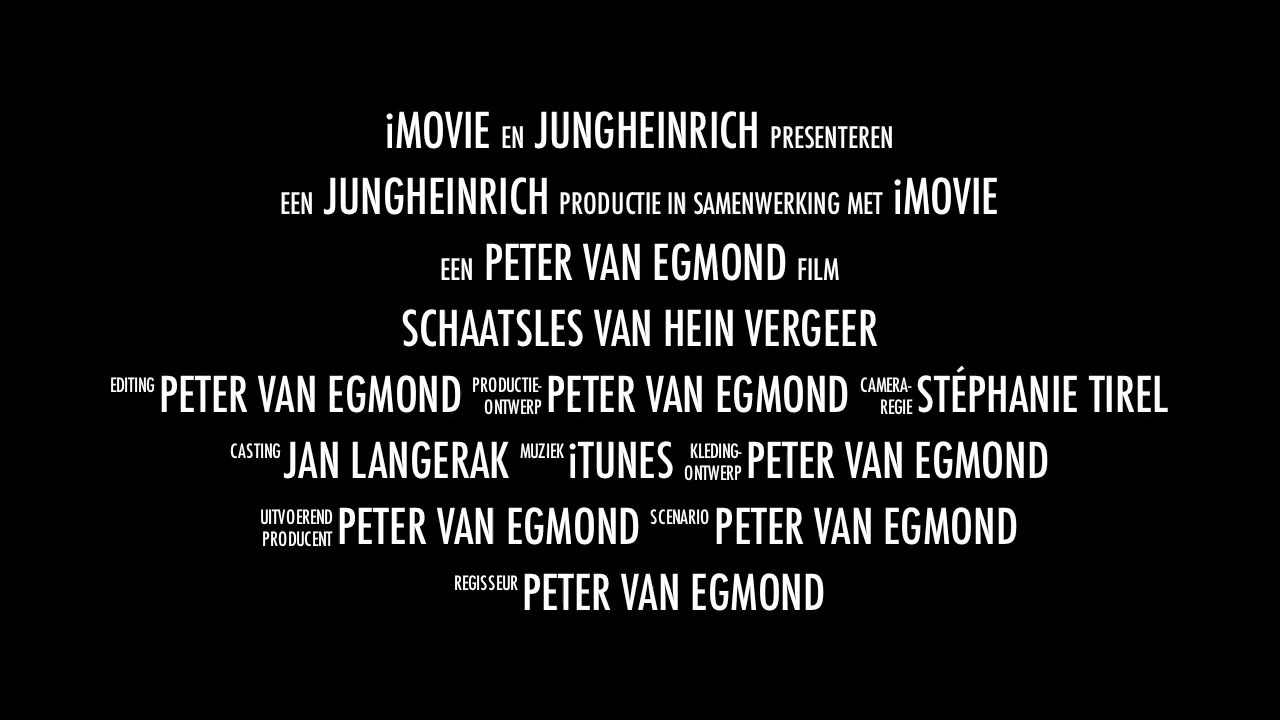 iMOVIE EN JUNGHEINRICH PRESENTEREN
EEN JUNGHEINRICH PRODUCTIE IN SAMENWERKING MET iMOVIE
EEN PETER VAN EGMOND FILM
SCHAATSLES VAN HEIN VERGEER
EDITING PETER VAN EGMOND PRODUCTIE-ONTWERP PETER VAN EGMOND CAMERA-REGIE STÉPHANIE TIREL
CASTING JAN LANGERAK MUZIEK iTUNES KLEDING-ONTWERP PETER VAN EGMOND
UITVOEREND PRODUCENT PETER VAN EGMOND SCENARIO PETER VAN EGMOND
REGISSEUR PETER VAN EGMOND